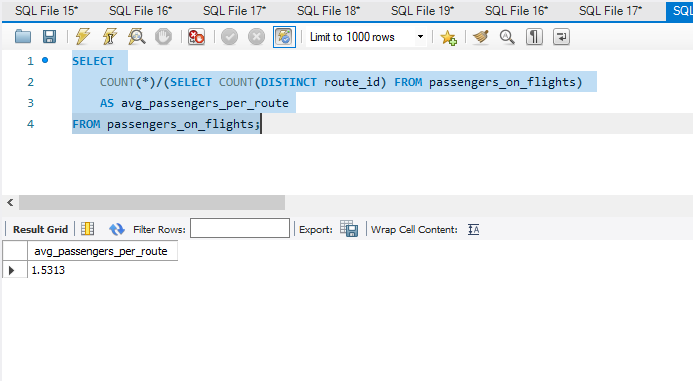 SQL File 15* SQL File 16* SQL File 17* SQL File 18* SQL File 19* SQL File 16* SQL File 17* SQL
Limit to 1000 rows
1 SELECT
2 COUNT(*)/(SELECT COUNT(DISTINCT route_id) FROM passengers_on_flights)
3 AS avg_passengers_per_route
4 FROM passengers_on_flights;
Result Grid Filter Rows: Export: Wrap Cell Content: IA
avg_passengers_per_route
1.5313